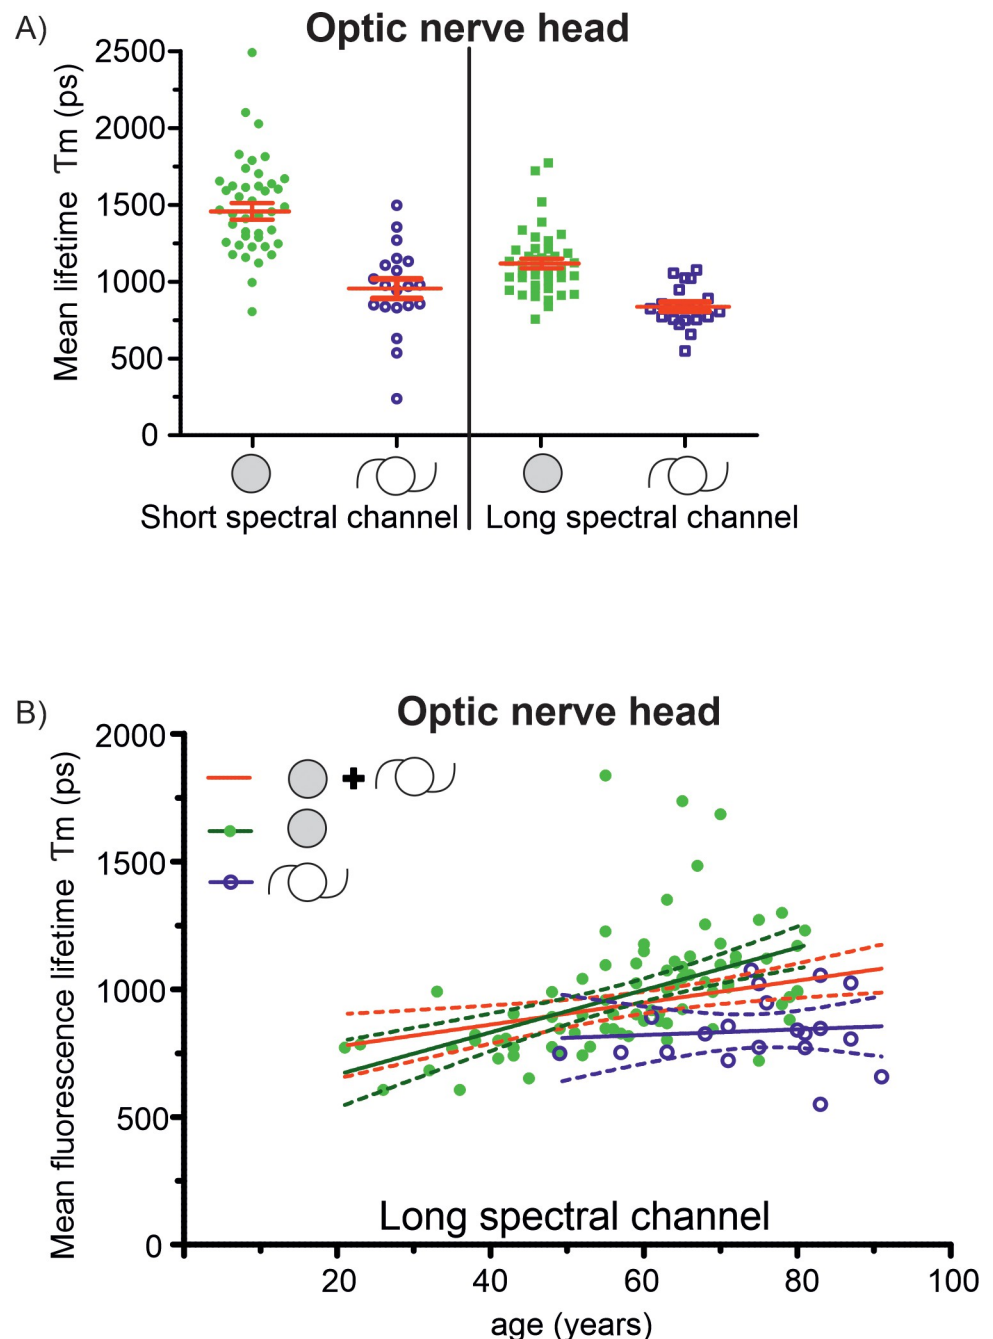 A)
Optic nerve head
Mean lifetime Ƭm (ps)
2500
2000
1500
1000
500
0
Short spectral channel
Long spectral channel
B)
Optic nerve head
Mean fluorescence lifetime Ƭm (ps)
2000
1500
1000
500
0
Long spectral channel
20 40 60 80 100
age (years)